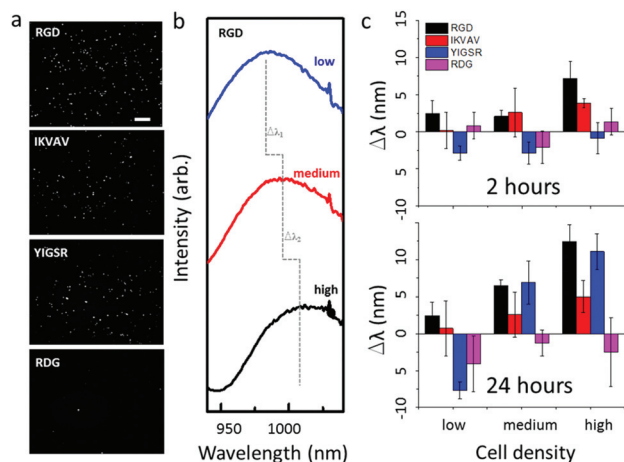 a
RGD
IKVAV
YIGSR
RDG
b
RGD
low
Δλ1
medium
Δλ2
high
Intensity (arb.)
950 1000
Wavelength (nm)
c
RGD
IKVAV
YIGSR
RDG
15
10
5
0
5
10
Δλ (nm)
2 hours
15
10
5
0
5
10
Δλ (nm)
24 hours
low medium high
Cell density